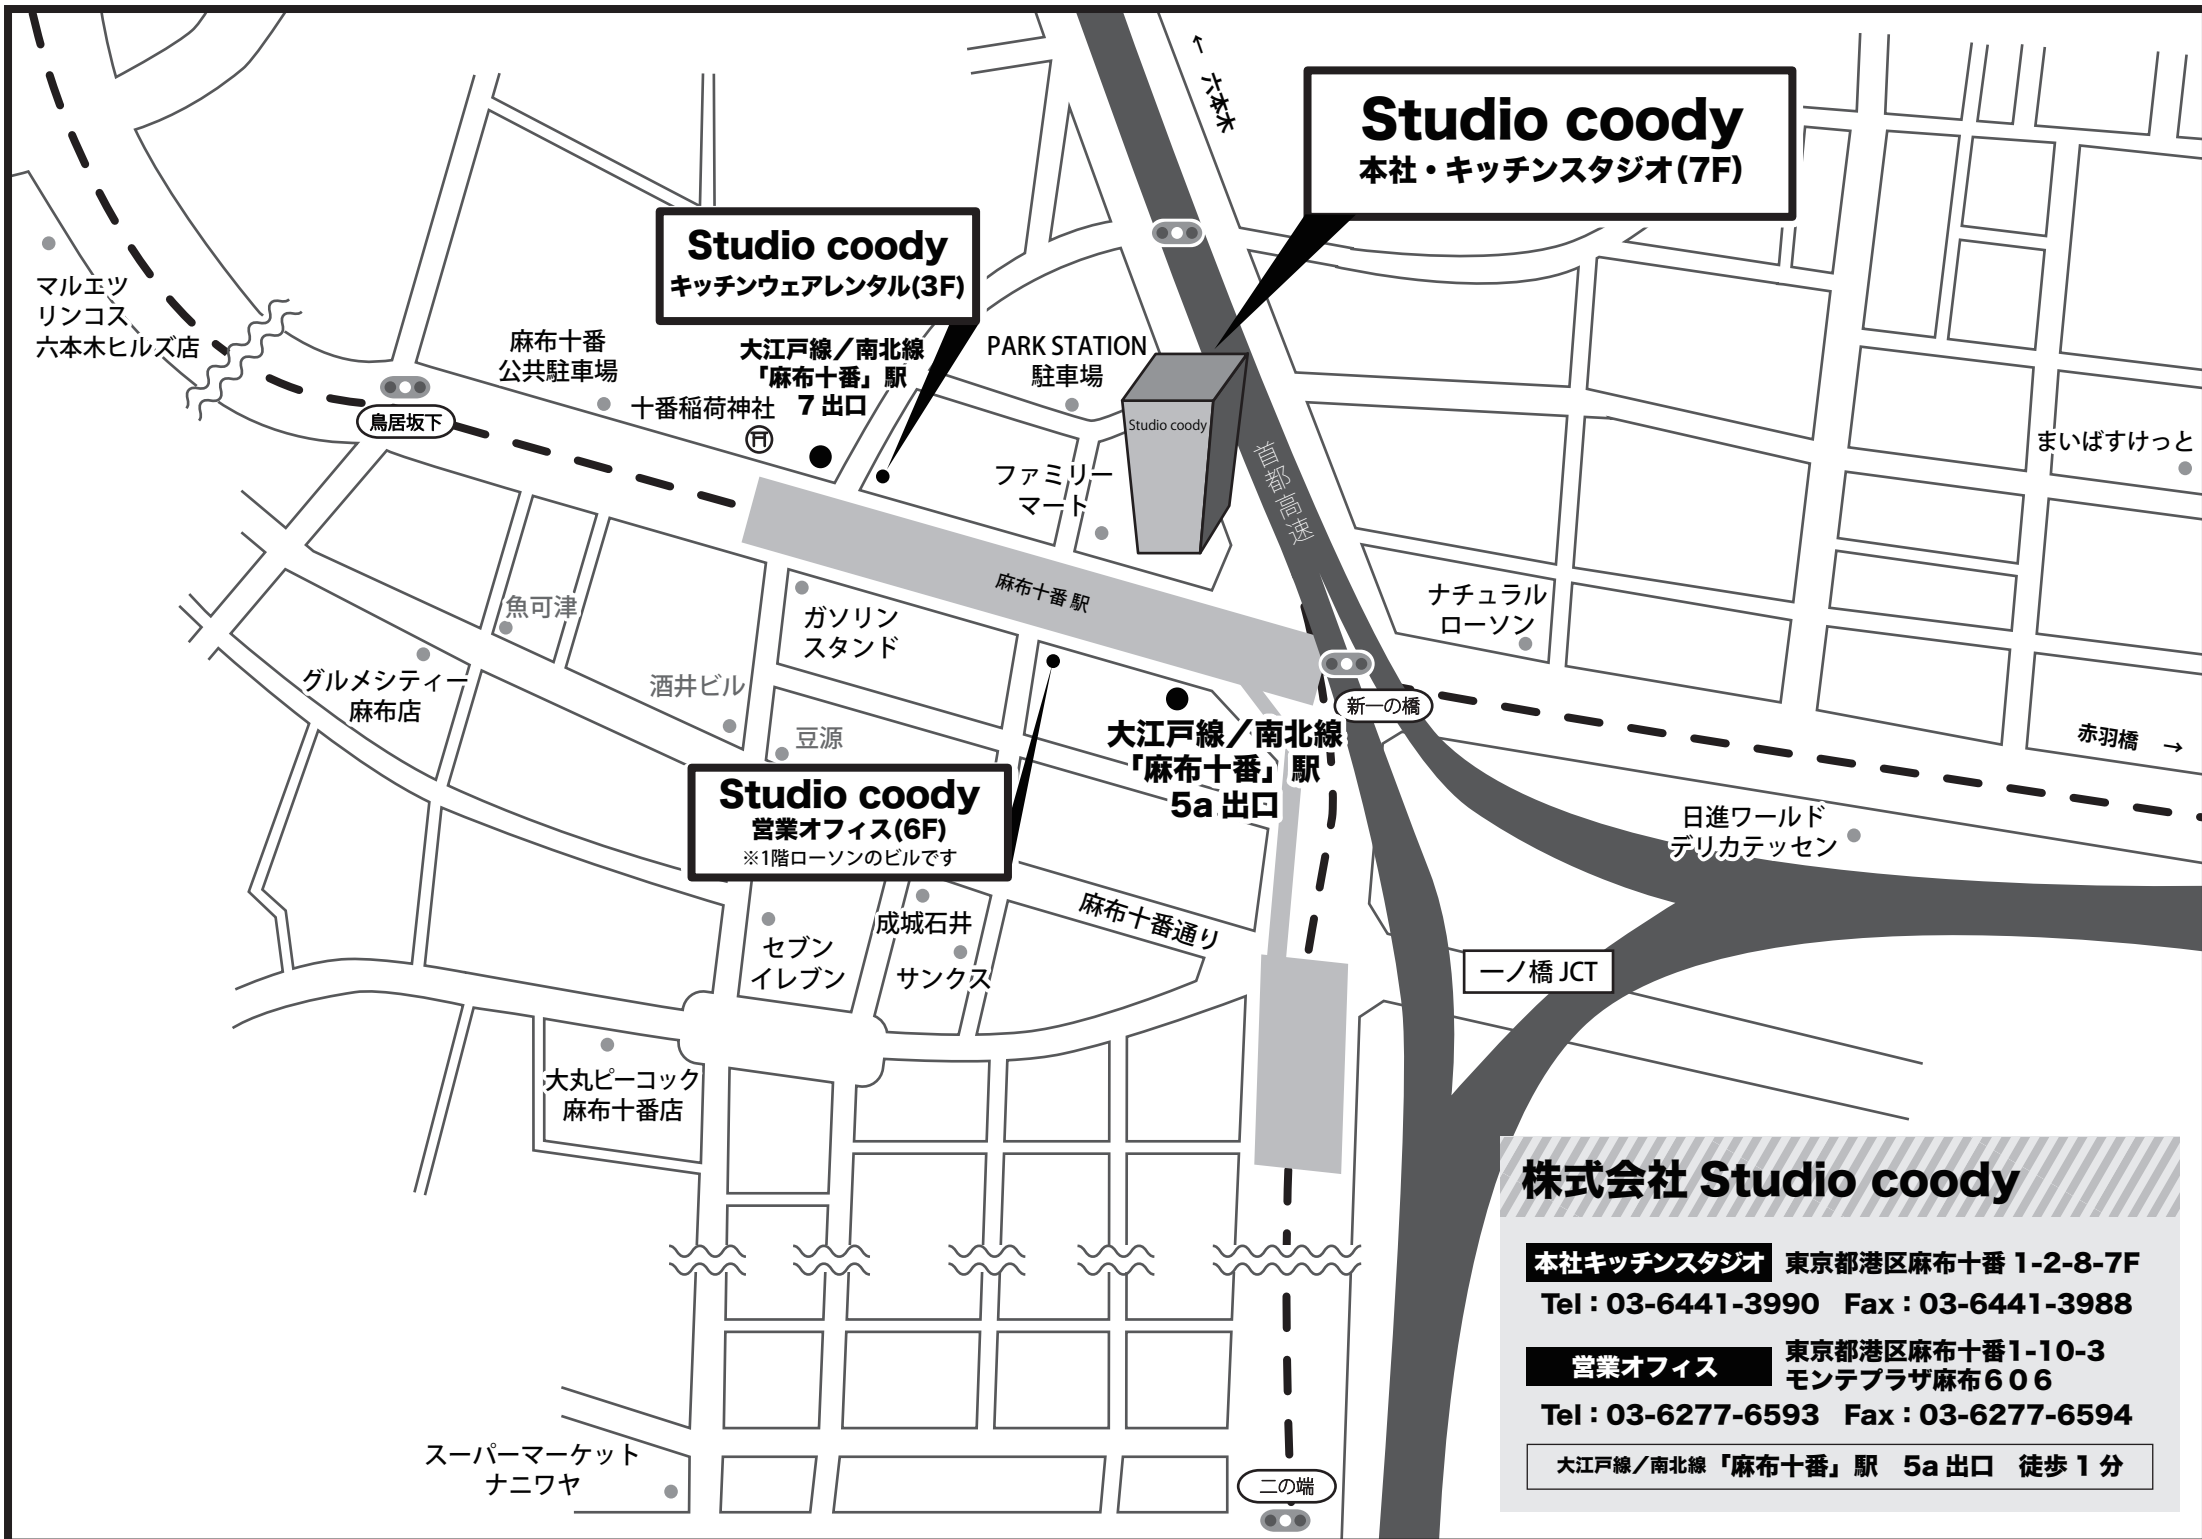 ← 六本木
Studio coody
本社・キッチンスタジオ(7F)
Studio coody
キッチンウェアレンタル(3F)
マルエツ
リンコス
六本木ヒルズ店
麻布十番
公共駐車場
大江戸線／南北線
「麻布十番」駅
7 出口
PARK STATION
駐車場
十番稲荷神社
鳥居坂下
Studio coody
首都高速
まいばすけっと
ファミリー
マート
麻布十番 駅
ナチュラル
ローソン
魚可津
ガソリン
スタンド
グルメシティー
麻布店
酒井ビル
豆源
新一の橋
大江戸線／南北線
「麻布十番」駅
5a 出口
赤羽橋 →
Studio coody
営業オフィス(6F)
※1階ローソンのビルです
日進ワールド
デリカテッセン
麻布十番通り
成城石井
セブン
イレブン
サンクス
一ノ橋 JCT
大丸ピーコック
麻布十番店
スーパーマーケット
ナニワヤ
二の端
株式会社 Studio coody
本社キッチンスタジオ 東京都港区麻布十番 1-2-8-7F
Tel：03-6441-3990 Fax：03-6441-3988
営業オフィス 東京都港区麻布十番1-10-3
モンテプラザ麻布６０６
Tel：03-6277-6593 Fax：03-6277-6594
大江戸線／南北線「麻布十番」駅 5a 出口 徒歩 1 分